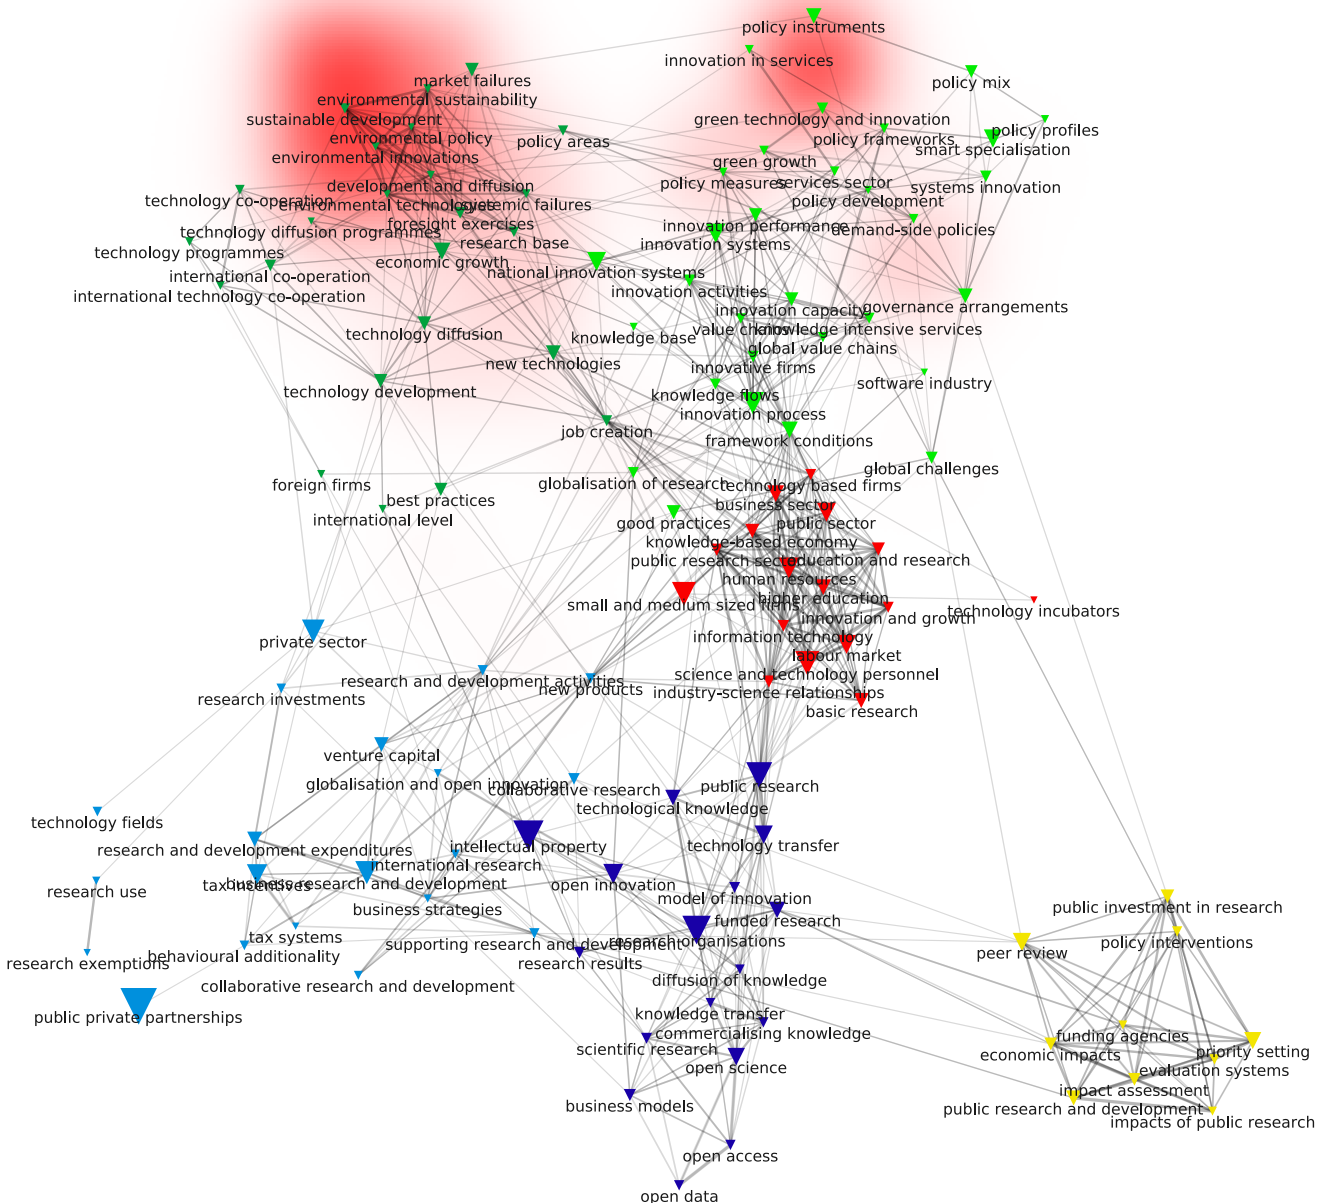 policy instruments
innovation in services
market failures
policy mix
environmental sustainability
sustainable development
green technology and innovation
policy profiles
environmental policy
policy areas
policy frameworks
smart specialisation
environmental innovations
green growth
development and diffusion
policy measures
services sector
systems innovation
technology co-operation
environmental technologies
systemic failures
policy development
foresight exercises
innovation performance
demand-side policies
technology diffusion programmes
research base
innovation systems
technology programmes
economic growth
national innovation systems
international co-operation
innovation activities
international technology co-operation
innovation capacity
governance arrangements
technology diffusion
knowledge base
value chains
knowledge intensive services
global value chains
new technologies
innovative firms
software industry
technology development
knowledge flows
innovation process
job creation
framework conditions
global challenges
foreign firms
globalisation of research
technology based firms
best practices
business sector
international level
good practices
public sector
knowledge-based economy
public research sector
education and research
human resources
higher education
small and medium sized firms
technology incubators
innovation and growth
private sector
information technology
labour market
science and technology personnel
research and development activities
new products
industry-science relationships
research investments
basic research
venture capital
globalisation and open innovation
public research
collaborative research
technological knowledge
technology fields
intellectual property
technology transfer
research and development expenditures
international research
research use
tax incentives
business research and development
open innovation
model of innovation
business strategies
public investment in research
funded research
tax systems
supporting research and development
research organisations
policy interventions
behavioural additionality
peer review
research exemptions
research results
diffusion of knowledge
collaborative research and development
public private partnerships
knowledge transfer
commercialising knowledge
funding agencies
scientific research
economic impacts
priority setting
open science
evaluation systems
impact assessment
business models
public research and development
impacts of public research
open access
open data